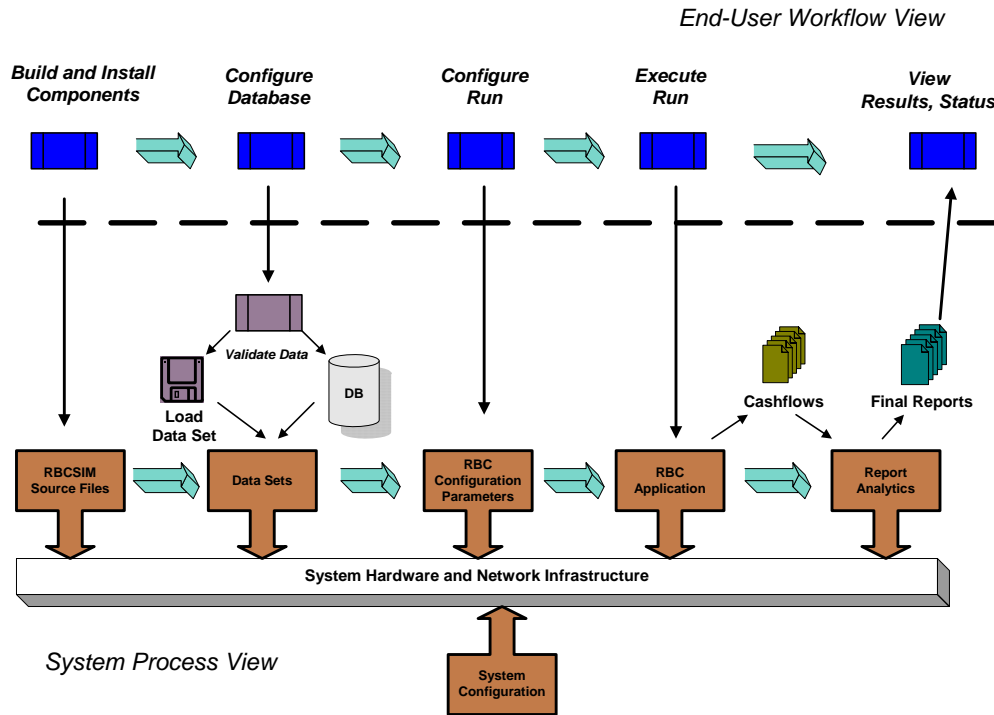 End-User Workflow View
Build and Install
Components
Configure
Database
Configure
Run
Execute
Run
View
Results, Status
Validate Data
Load
Data Set
DB
Cashflows
Final Reports
RBCSIM
Source Files
Data Sets
RBC
Configuration
Parameters
RBC
Application
Report
Analytics
System Hardware and Network Infrastructure
System Process View
System
Configuration